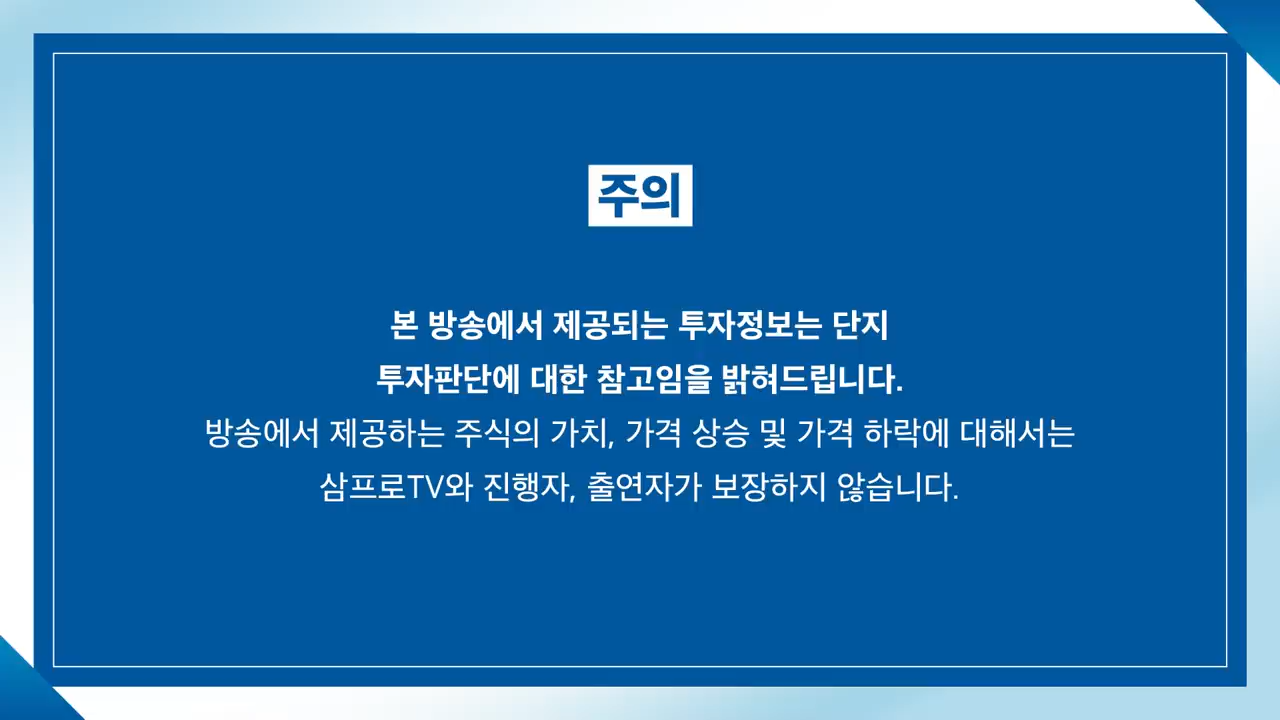 주의
본 방송에서 제공되는 투자정보는 단지
투자판단에 대한 참고임을 밝혀드립니다.
방송에서 제공하는 주식의 가치, 가격 상승 및 가격 하락에 대해서는
삼프로TV와 진행자, 출연자가 보장하지 않습니다.